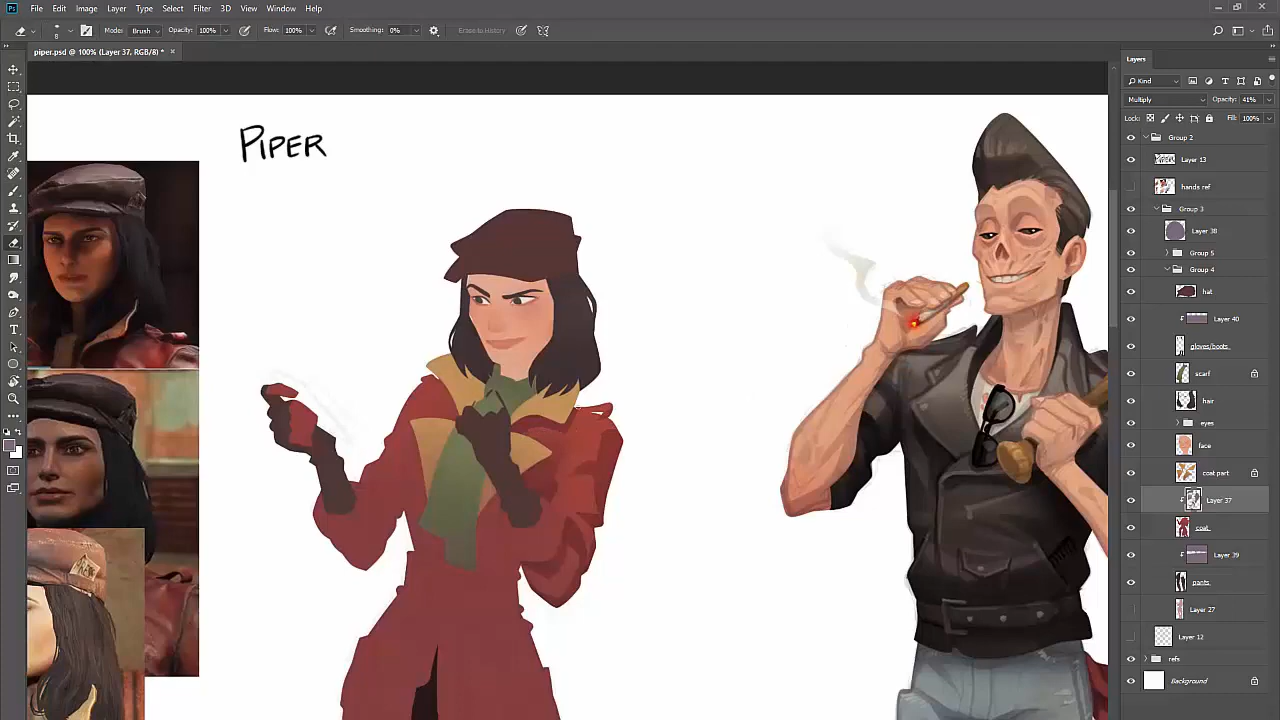 File Edit Image Layer Type Select Filter 3D View Window Help
Mode: Brush Opacity: 100% Flow: 100% Smoothing: 0% Erase to History
piper.psd @ 100% (Layer 37, RGB/8) *
PIPER
Layers
Kind
Multiply Opacity: 41%
Lock: Fill: 100%
Group 2
Layer 13
hands ref
Group 3
Layer 38
Group 5
Group 4
hat
Layer 40
gloves/boots
scarf
hair
eyes
face
coat part
Layer 37
coat
Layer 39
pants
Layer 27
Layer 12
refs
Background